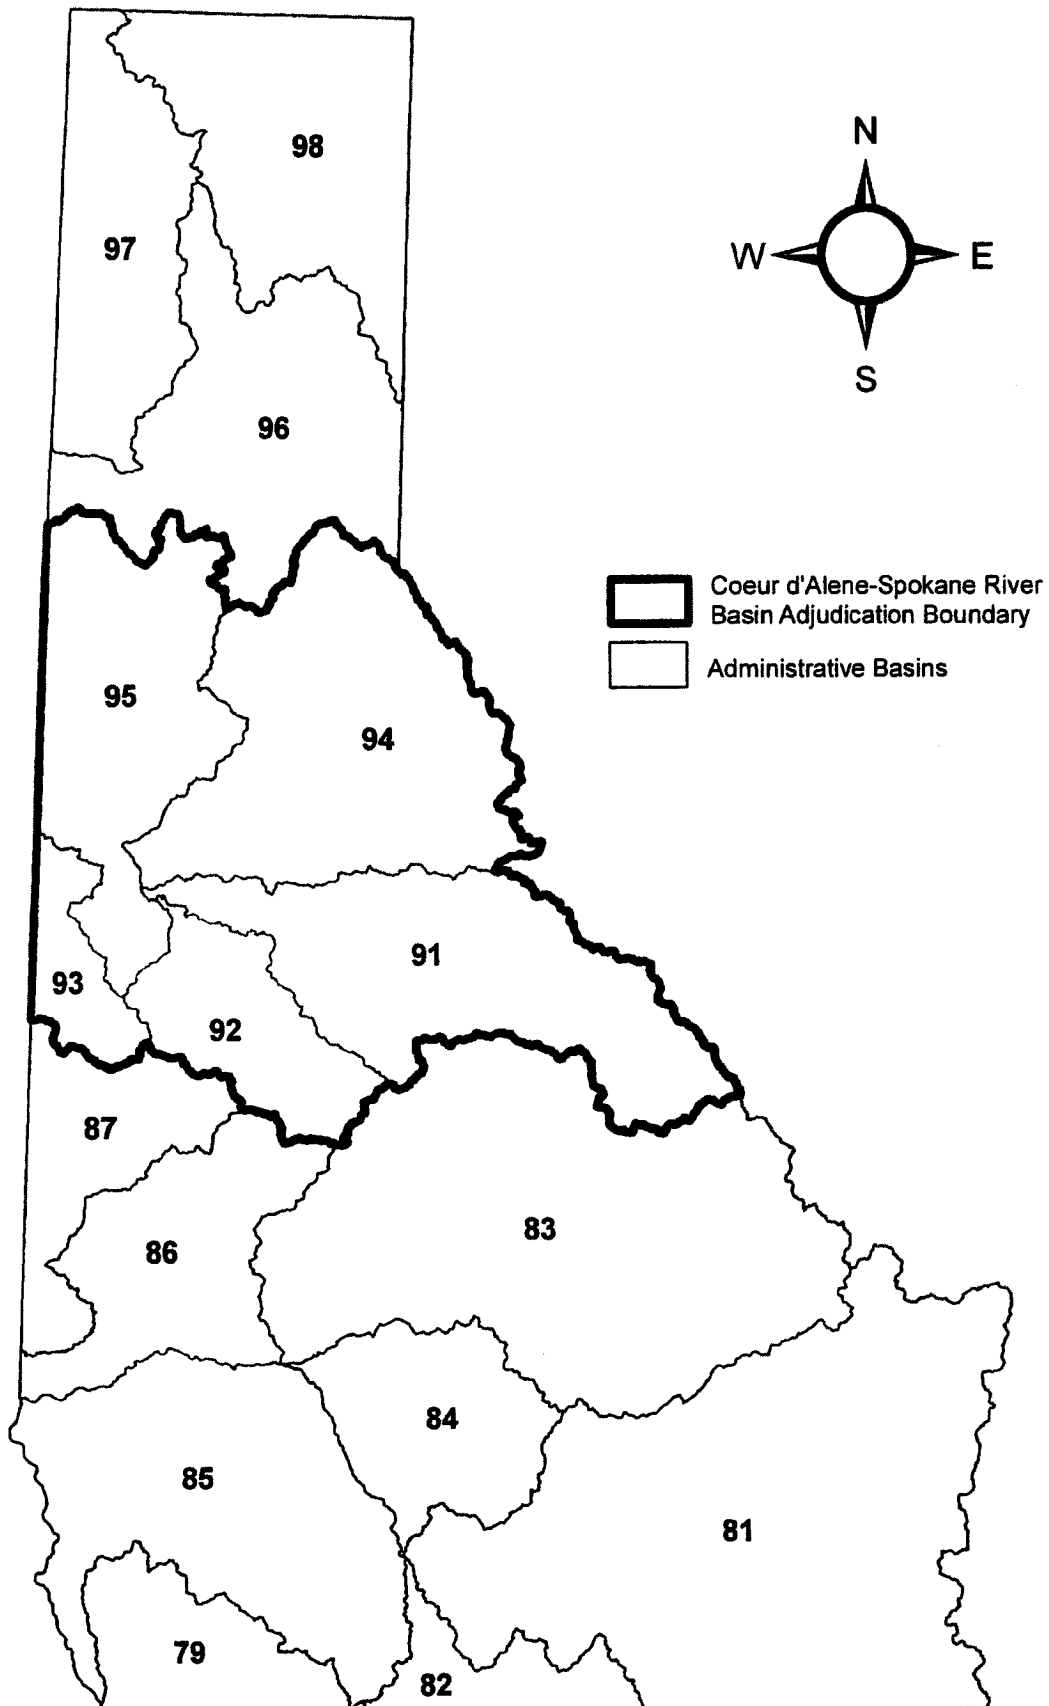 98
N
97
W
E
S
96
Coeur d'Alene-Spokane River
Basin Adjudication Boundary
Administrative Basins
95
94
91
93
92
87
86
83
84
85
81
79
82